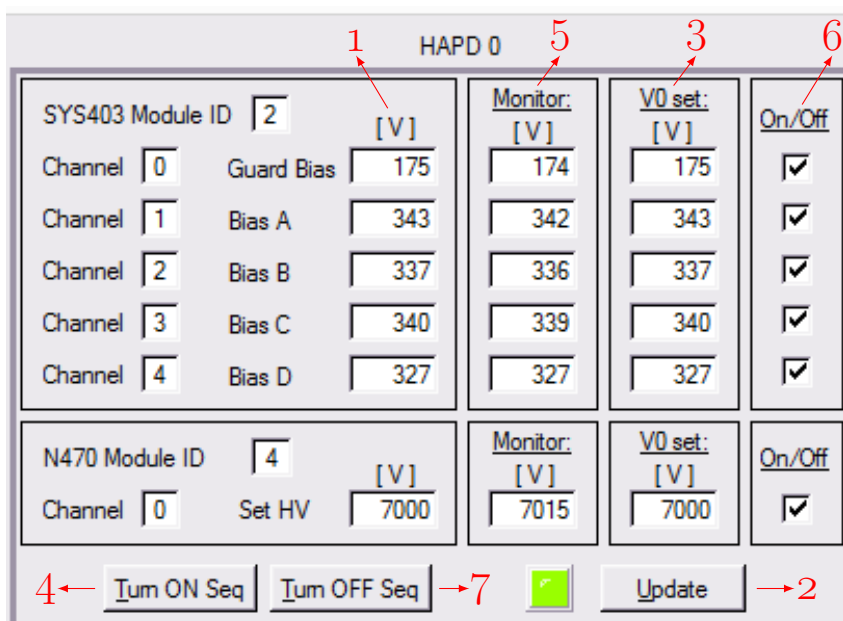 1 5 3 6
HAPD 0
SYS403 Module ID 2 [ V ] Monitor: [ V ] V0 set: [ V ] On/Off
Channel 0 Guard Bias 175 174 175
Channel 1 Bias A 343 342 343
Channel 2 Bias B 337 336 337
Channel 3 Bias C 340 339 340
Channel 4 Bias D 327 327 327
N470 Module ID 4 [ V ] Monitor: [ V ] V0 set: [ V ] On/Off
Channel 0 Set HV 7000 7015 7000
4 Turn ON Seq Turn OFF Seq 7 Update 2